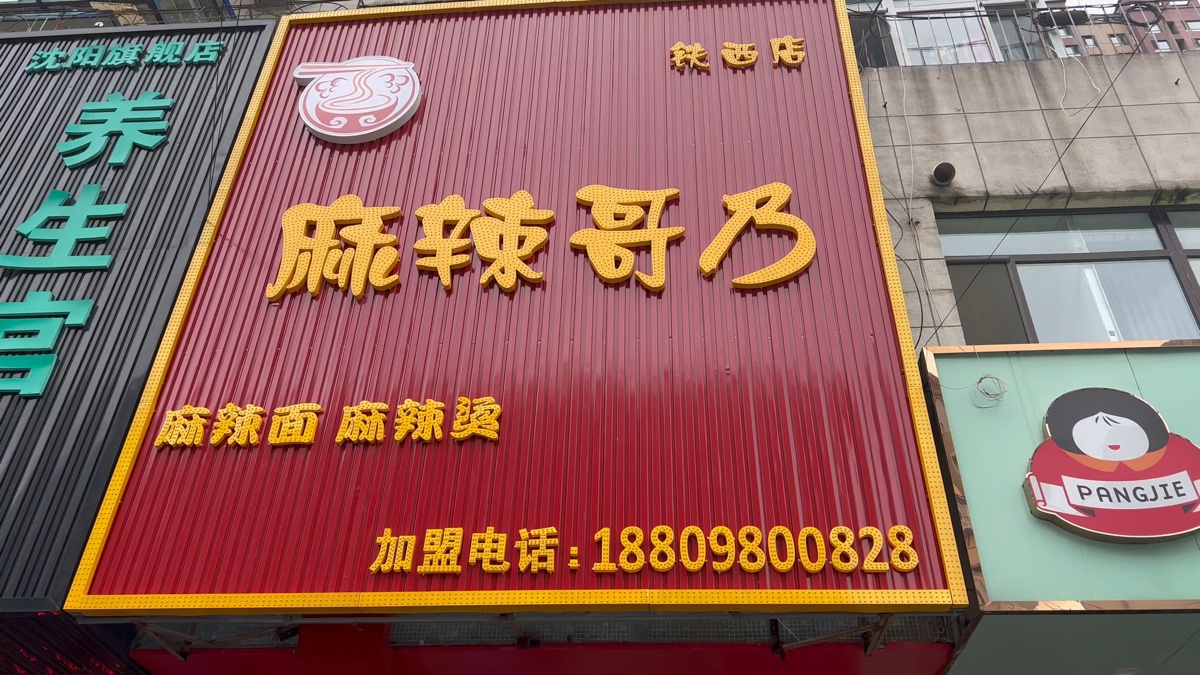 沈阳旗舰店
养生宫
铁西店
麻辣哥乃
麻辣面 麻辣烫
加盟电话:18809800828
PANGJIE